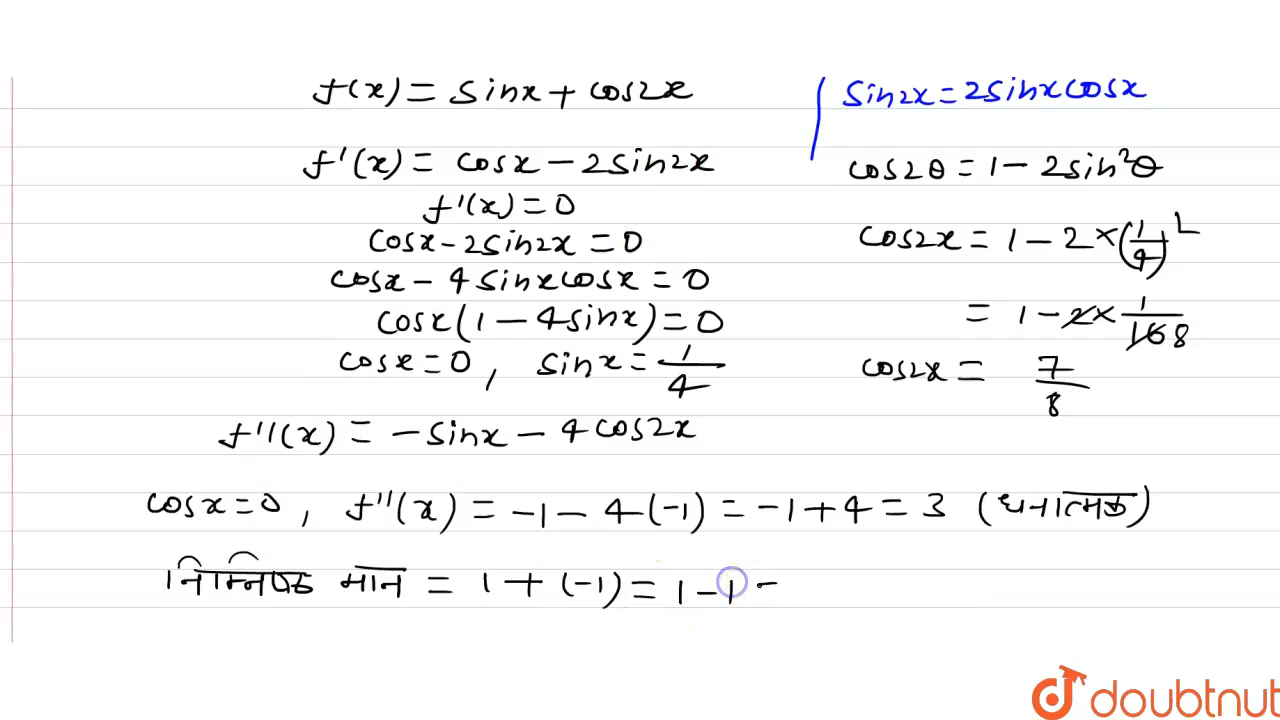 f(x) = sinx + cos2x
f'(x) = cosx - 2sin2x
f'(x) = 0
cosx - 2sin2x = 0
cosx - 4sinxcosx = 0
cosx(1 - 4sinx) = 0
cosx = 0, sinx = 1/4
f''(x) = -sinx - 4cos2x
sin2x = 2sinxcosx
cos2θ = 1 - 2sin²θ
cos2x = 1 - 2×(1/4)²
= 1 - 2×1/16 8
cos2x = 7/8
cosx = 0, f''(x) = -1 - 4(-1) = -1 + 4 = 3 (धनात्मक)
निम्निष्ठ मान = 1 + (-1) = 1 - 1 -
doubtnut